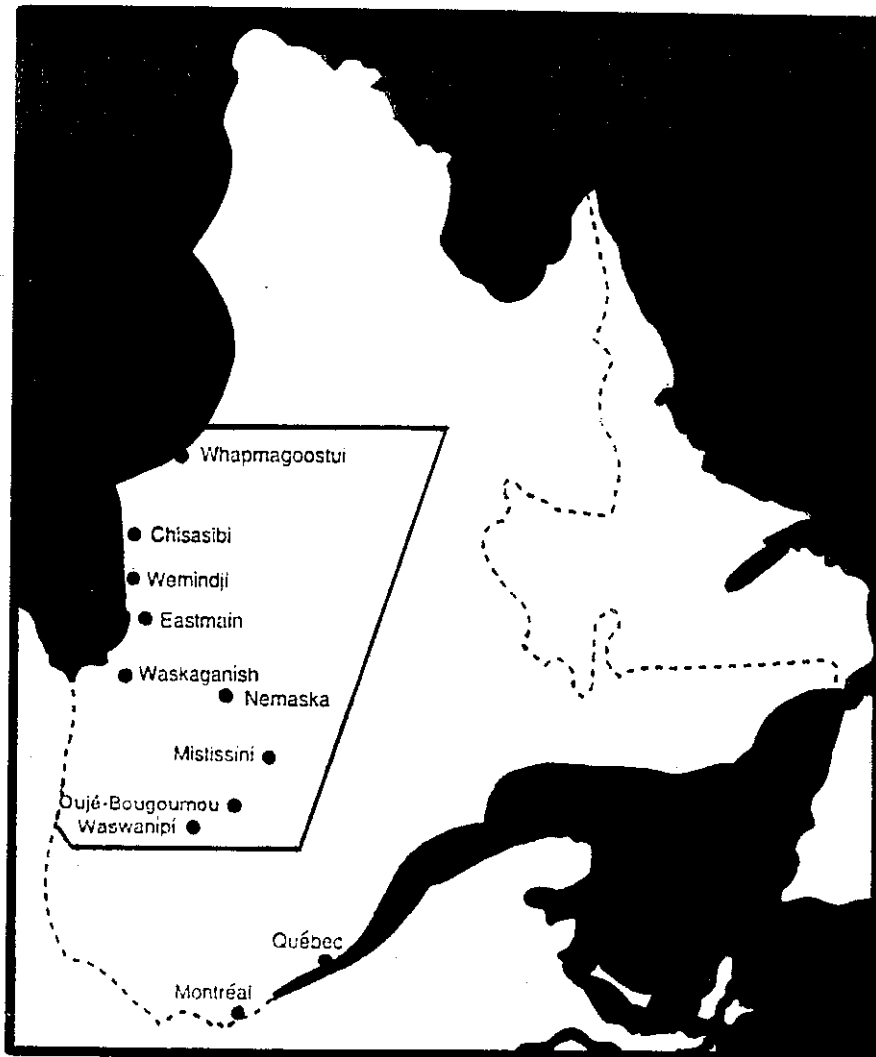 Whapmagoostui
Chisasibi
Wemindji
Eastmain
Waskaganish
Nemaska
Mistissini
Oujé-Bougoumou
Waswanipi
Québec
Montréal